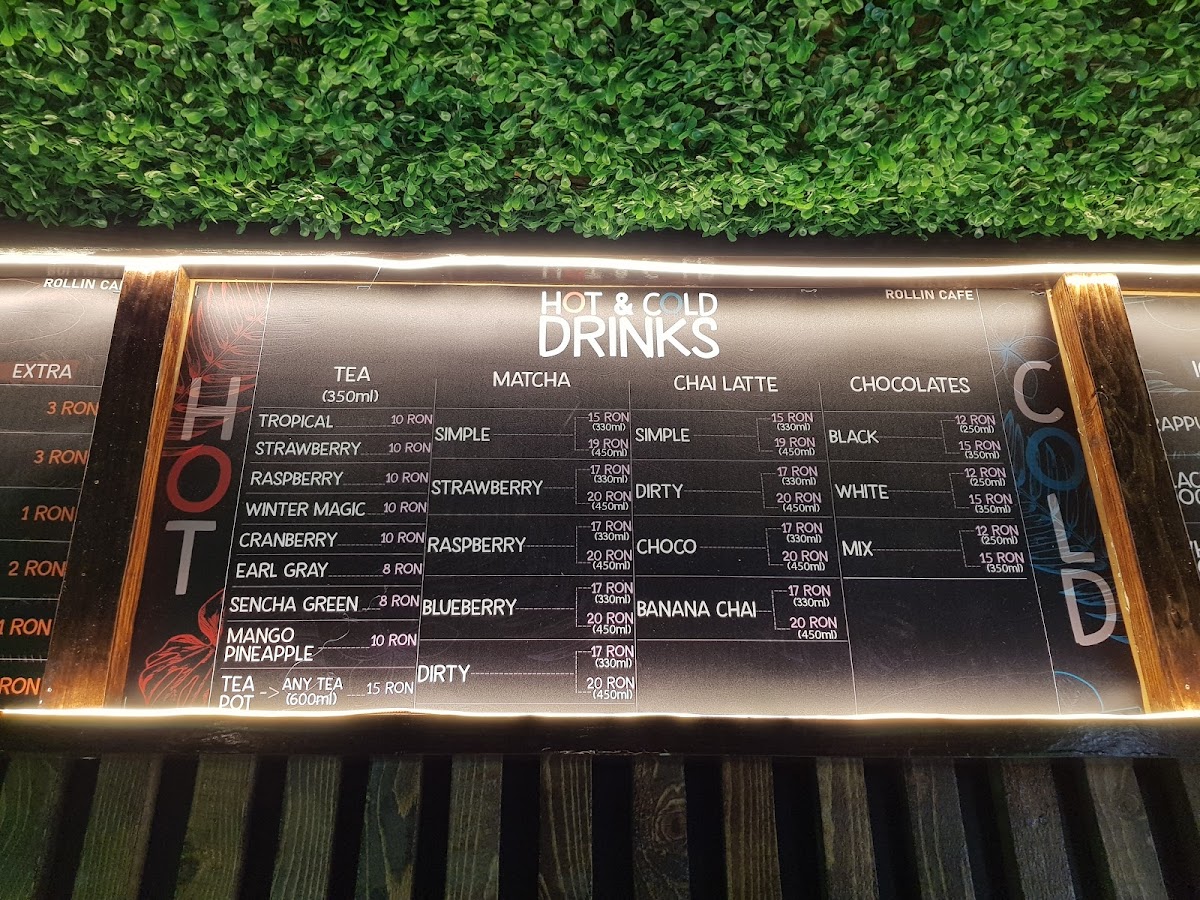 ROLLIN
EXTRA
3 RON
3 RON
1 RON
2 RON
1 RON
RON
HOT
HOT & COLD
DRINKS
ROLLIN CAFE
TEA
(350ml)
TROPICAL 10 RON
STRAWBERRY 10 RON
RASPBERRY 10 RON
WINTER MAGIC 10 RON
CRANBERRY 10 RON
EARL GRAY 8 RON
SENCHA GREEN 8 RON
MANGO
PINEAPPLE 10 RON
TEA
POT -> ANY TEA
(600ml) 15 RON
MATCHA
SIMPLE 15 RON
(330ml)
19 RON
(450ml)
STRAWBERRY 17 RON
(330ml)
20 RON
(450ml)
RASPBERRY 17 RON
(330ml)
20 RON
(450ml)
BLUEBERRY 17 RON
(330ml)
20 RON
(450ml)
DIRTY 17 RON
(330ml)
20 RON
(450ml)
CHAI LATTE
SIMPLE 15 RON
(330ml)
19 RON
(450ml)
DIRTY 17 RON
(330ml)
20 RON
(450ml)
CHOCO 17 RON
(330ml)
20 RON
(450ml)
BANANA CHAI 17 RON
(330ml)
20 RON
(450ml)
CHOCOLATES
BLACK 12 RON
(250ml)
15 RON
(350ml)
WHITE 12 RON
(250ml)
15 RON
(350ml)
MIX 12 RON
(250ml)
15 RON
(350ml)
COLD